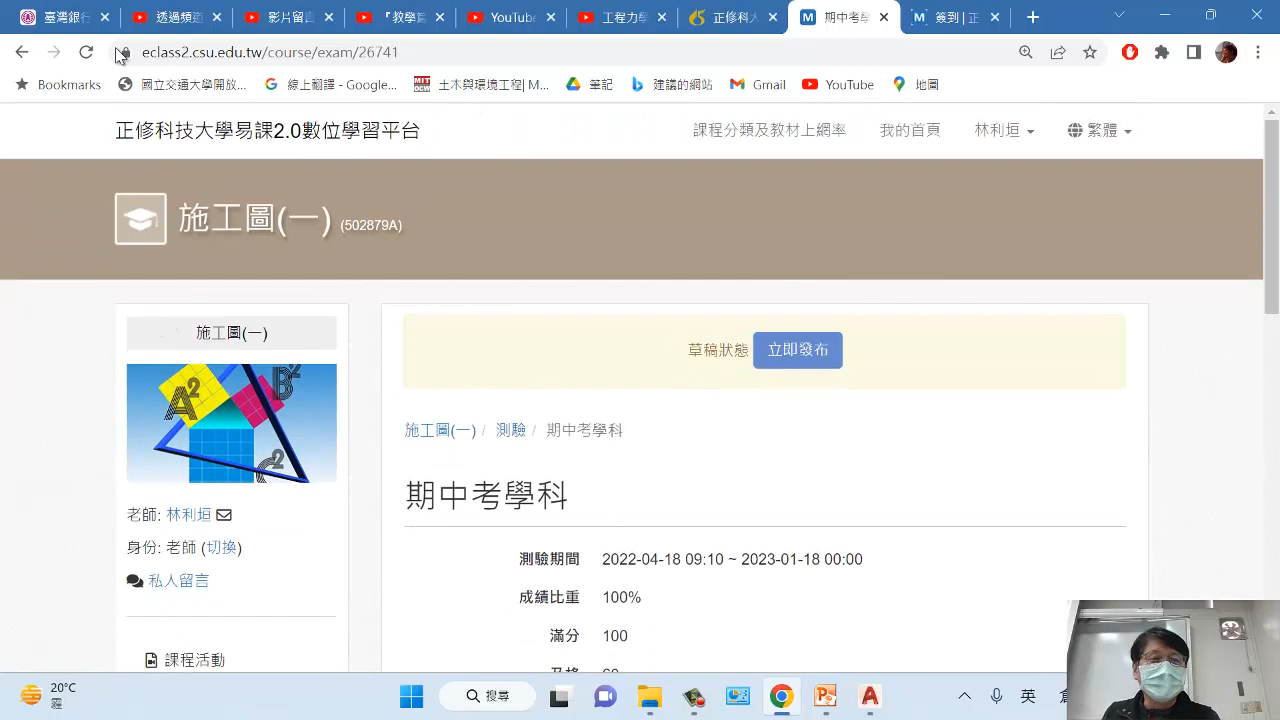 臺灣銀行
正修頻道
影片留言
『教學篇
YouTube
工程力學
正修科大
期中考學
簽到 | 正
eclass2.csu.edu.tw/course/exam/26741
Bookmarks
國立交通大學開放...
線上翻譯 - Google...
土木與環境工程| M...
筆記
建議的網站
Gmail
YouTube
地圖
正修科技大學易課2.0數位學習平台
課程分類及教材上網率
我的首頁
林利垣
繁體
施工圖(一) (502879A)
施工圖(一)
草稿狀態 立即發布
施工圖(一) / 測驗 / 期中考學科
期中考學科
老師: 林利垣
身份: 老師 (切換)
私人留言
課程活動
測驗期間 2022-04-18 09:10 ~ 2023-01-18 00:00
成績比重 100%
滿分 100
20°C
霾
搜尋
英